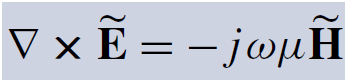 ∇ × Ẽ = −jωμH̃